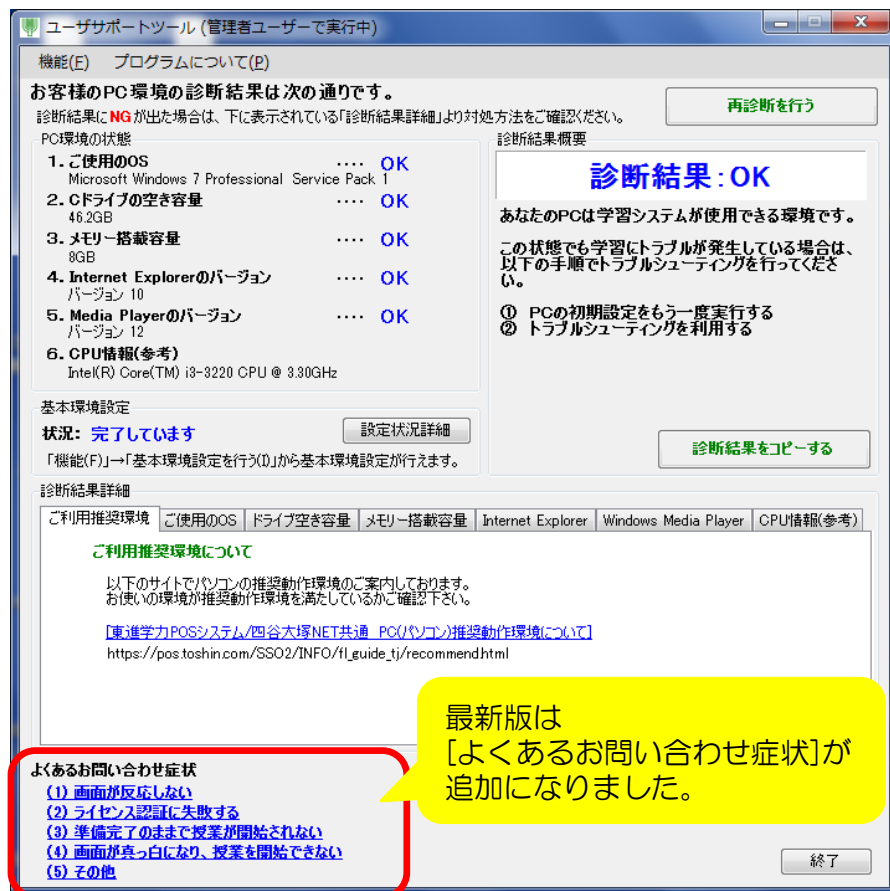 ユーザサポートツール (管理者ユーザーで実行中)
機能(F) プログラムについて(P)
お客様のPC環境の診断結果は次の通りです。
診断結果にNGが出た場合は、下に表示されている「診断結果詳細」より対処方法をご確認ください。
再診断を行う
PC環境の状態
1. ご使用のOS ···· OK
Microsoft Windows 7 Professional Service Pack 1
2. Cドライブの空き容量 ···· OK
46.2GB
3. メモリー搭載容量 ···· OK
8GB
4. Internet Explorerのバージョン ···· OK
バージョン 10
5. Media Playerのバージョン ···· OK
バージョン 12
6. CPU情報(参考)
Intel(R) Core(TM) i3-3220 CPU @ 3.30GHz
診断結果概要
診断結果:OK
あなたのPCは学習システムが使用できる環境です。
この状態でも学習にトラブルが発生している場合は、
以下の手順でトラブルシューティングを行ってくださ
い。
① PCの初期設定をもう一度実行する
② トラブルシューティングを利用する
基本環境設定
状況: 完了しています
設定状況詳細
「機能(F)」→「基本環境設定を行う(I)」から基本環境設定が行えます。
診断結果をコピーする
診断結果詳細
ご利用推奨環境 ご使用のOS ドライブ空き容量 メモリー搭載容量 Internet Explorer Windows Media Player CPU情報(参考)
ご利用推奨環境について
以下のサイトでパソコンの推奨動作環境のご案内しております。
お使いの環境が推奨動作環境を満たしているかご確認下さい。
[東進学力POSシステム/四谷大塚NET共通 PC(パソコン)推奨動作環境について]
https://pos.toshin.com/SSO2/INFO/fl_guide_tj/recommend.html
最新版は
[よくあるお問い合わせ症状]が
追加になりました。
よくあるお問い合わせ症状
(1) 画面が反応しない
(2) ライセンス認証に失敗する
(3) 準備完了のままで授業が開始されない
(4) 画面が真っ白になり、授業を開始できない
(5) その他
終了